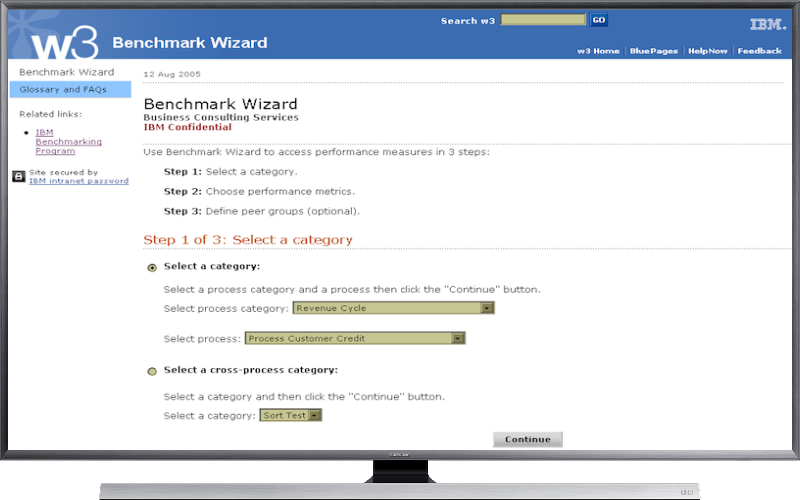 Search w3
GO
IBM.
w3
Benchmark Wizard
w3 Home
BluePages
HelpNow
Feedback
Benchmark Wizard
Glossary and FAQs
Related links:
IBM
Benchmarking
Program
Site secured by
IBM intranet password
12 Aug 2005
Benchmark Wizard
Business Consulting Services
IBM Confidential
Use Benchmark Wizard to access performance measures in 3 steps:
Step 1: Select a category.
Step 2: Choose performance metrics.
Step 3: Define peer groups (optional).
Step 1 of 3: Select a category
Select a category:
Select a process category and a process then click the "Continue" button.
Select process category: Revenue Cycle
Select process: Process Customer Credit
Select a cross-process category:
Select a category and then click the "Continue" button.
Select a category: Sort Test
Continue